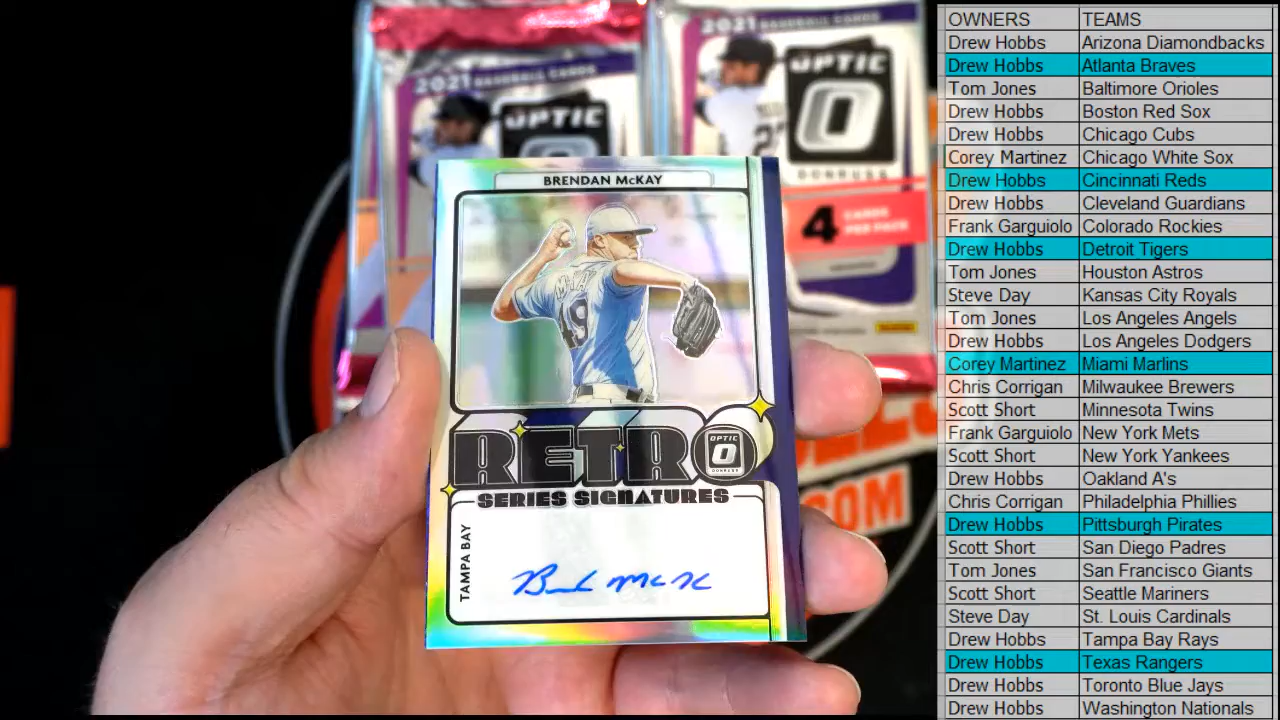 2021 BASEBALL CARDS
OPTIC
2021 BASEBALL CARDS
OPTIC
DONRUSS
4 CARDS
PER PACK
BRENDAN McKAY
49
RETRO
OPTIC
DONRUSS
SERIES SIGNATURES
TAMPA BAY
.COM
OWNERS TEAMS
Drew Hobbs Arizona Diamondbacks
Drew Hobbs Atlanta Braves
Tom Jones Baltimore Orioles
Drew Hobbs Boston Red Sox
Drew Hobbs Chicago Cubs
Corey Martinez Chicago White Sox
Drew Hobbs Cincinnati Reds
Drew Hobbs Cleveland Guardians
Frank Garguiolo Colorado Rockies
Drew Hobbs Detroit Tigers
Tom Jones Houston Astros
Steve Day Kansas City Royals
Tom Jones Los Angeles Angels
Drew Hobbs Los Angeles Dodgers
Corey Martinez Miami Marlins
Chris Corrigan Milwaukee Brewers
Scott Short Minnesota Twins
Frank Garguiolo New York Mets
Scott Short New York Yankees
Drew Hobbs Oakland A's
Chris Corrigan Philadelphia Phillies
Drew Hobbs Pittsburgh Pirates
Scott Short San Diego Padres
Tom Jones San Francisco Giants
Scott Short Seattle Mariners
Steve Day St. Louis Cardinals
Drew Hobbs Tampa Bay Rays
Drew Hobbs Texas Rangers
Drew Hobbs Toronto Blue Jays
Drew Hobbs Washington Nationals